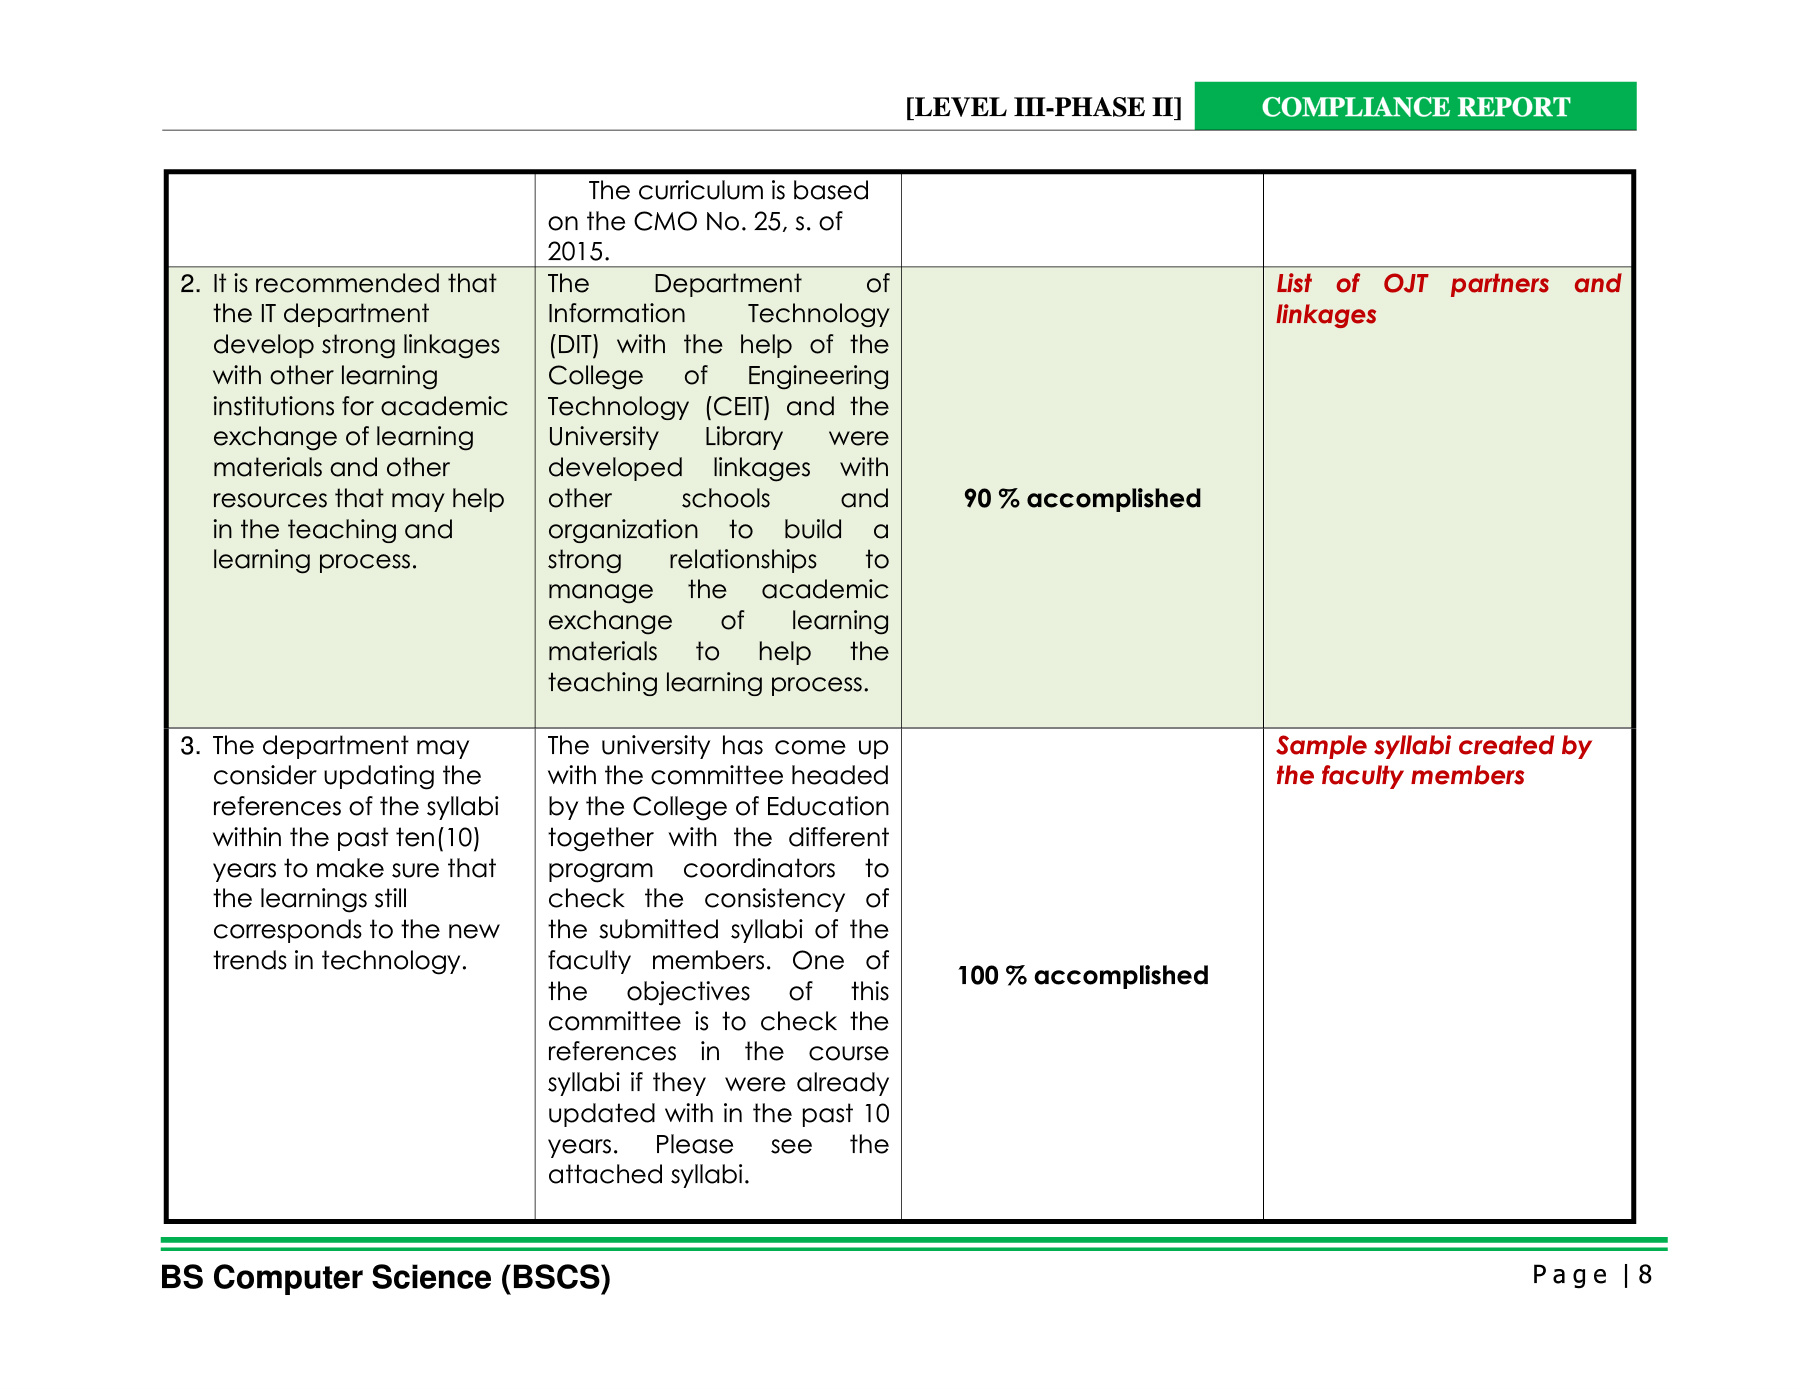 [LEVEL III-PHASE II] COMPLIANCE REPORT
The curriculum is based
on the CMO No. 25, s. of
2015.
2. It is recommended that
the IT department
develop strong linkages
with other learning
institutions for academic
exchange of learning
materials and other
resources that may help
in the teaching and
learning process.
The Department of
Information Technology
(DIT) with the help of the
College of Engineering
Technology (CEIT) and the
University Library were
developed linkages with
other schools and
organization to build a
strong relationships to
manage the academic
exchange of learning
materials to help the
teaching learning process.
90 % accomplished
List of OJT partners and
linkages
3. The department may
consider updating the
references of the syllabi
within the past ten(10)
years to make sure that
the learnings still
corresponds to the new
trends in technology.
The university has come up
with the committee headed
by the College of Education
together with the different
program coordinators to
check the consistency of
the submitted syllabi of the
faculty members. One of
the objectives of this
committee is to check the
references in the course
syllabi if they were already
updated with in the past 10
years. Please see the
attached syllabi.
100 % accomplished
Sample syllabi created by
the faculty members
BS Computer Science (BSCS)
Page | 8